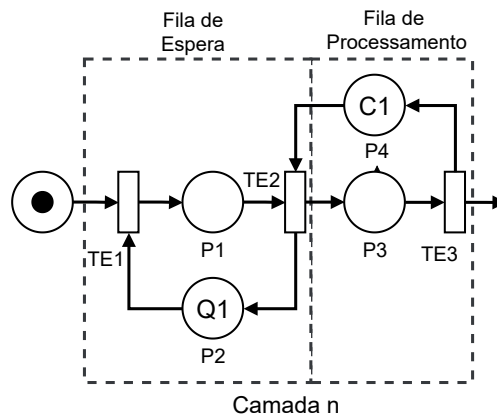 Fila de
Espera
Fila de
Processamento
C1
P4
TE2
TE1
P1
P3
TE3
Q1
P2
Camada n